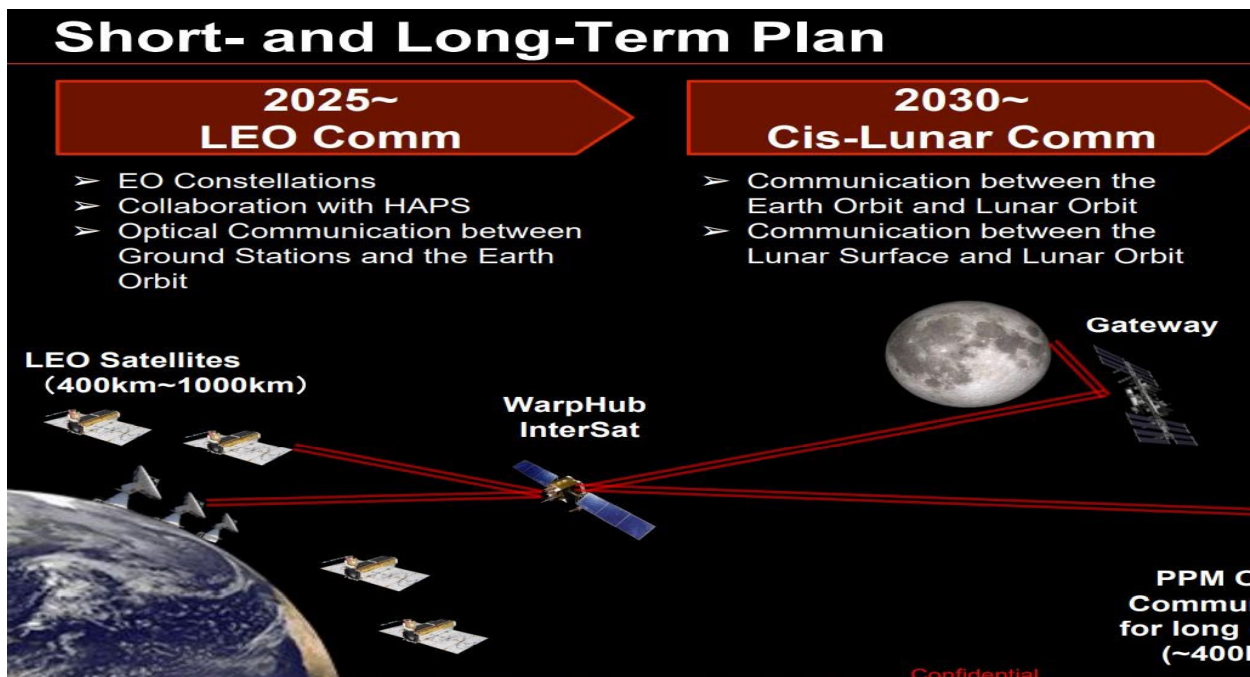 Short- and Long-Term Plan
2025~
LEO Comm
➢ EO Constellations
➢ Collaboration with HAPS
➢ Optical Communication between
Ground Stations and the Earth
Orbit
2030~
Cis-Lunar Comm
➢ Communication between the
Earth Orbit and Lunar Orbit
➢ Communication between the
Lunar Surface and Lunar Orbit
Gateway
LEO Satellites
(400km~1000km)
WarpHub
InterSat
PPM
for long
Confidential